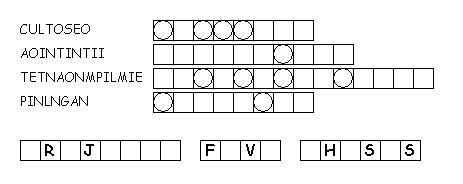 CULTOSEO
AOINTINTII
TETNAONMPILMIE
PINLNGAN
R J F V H S S